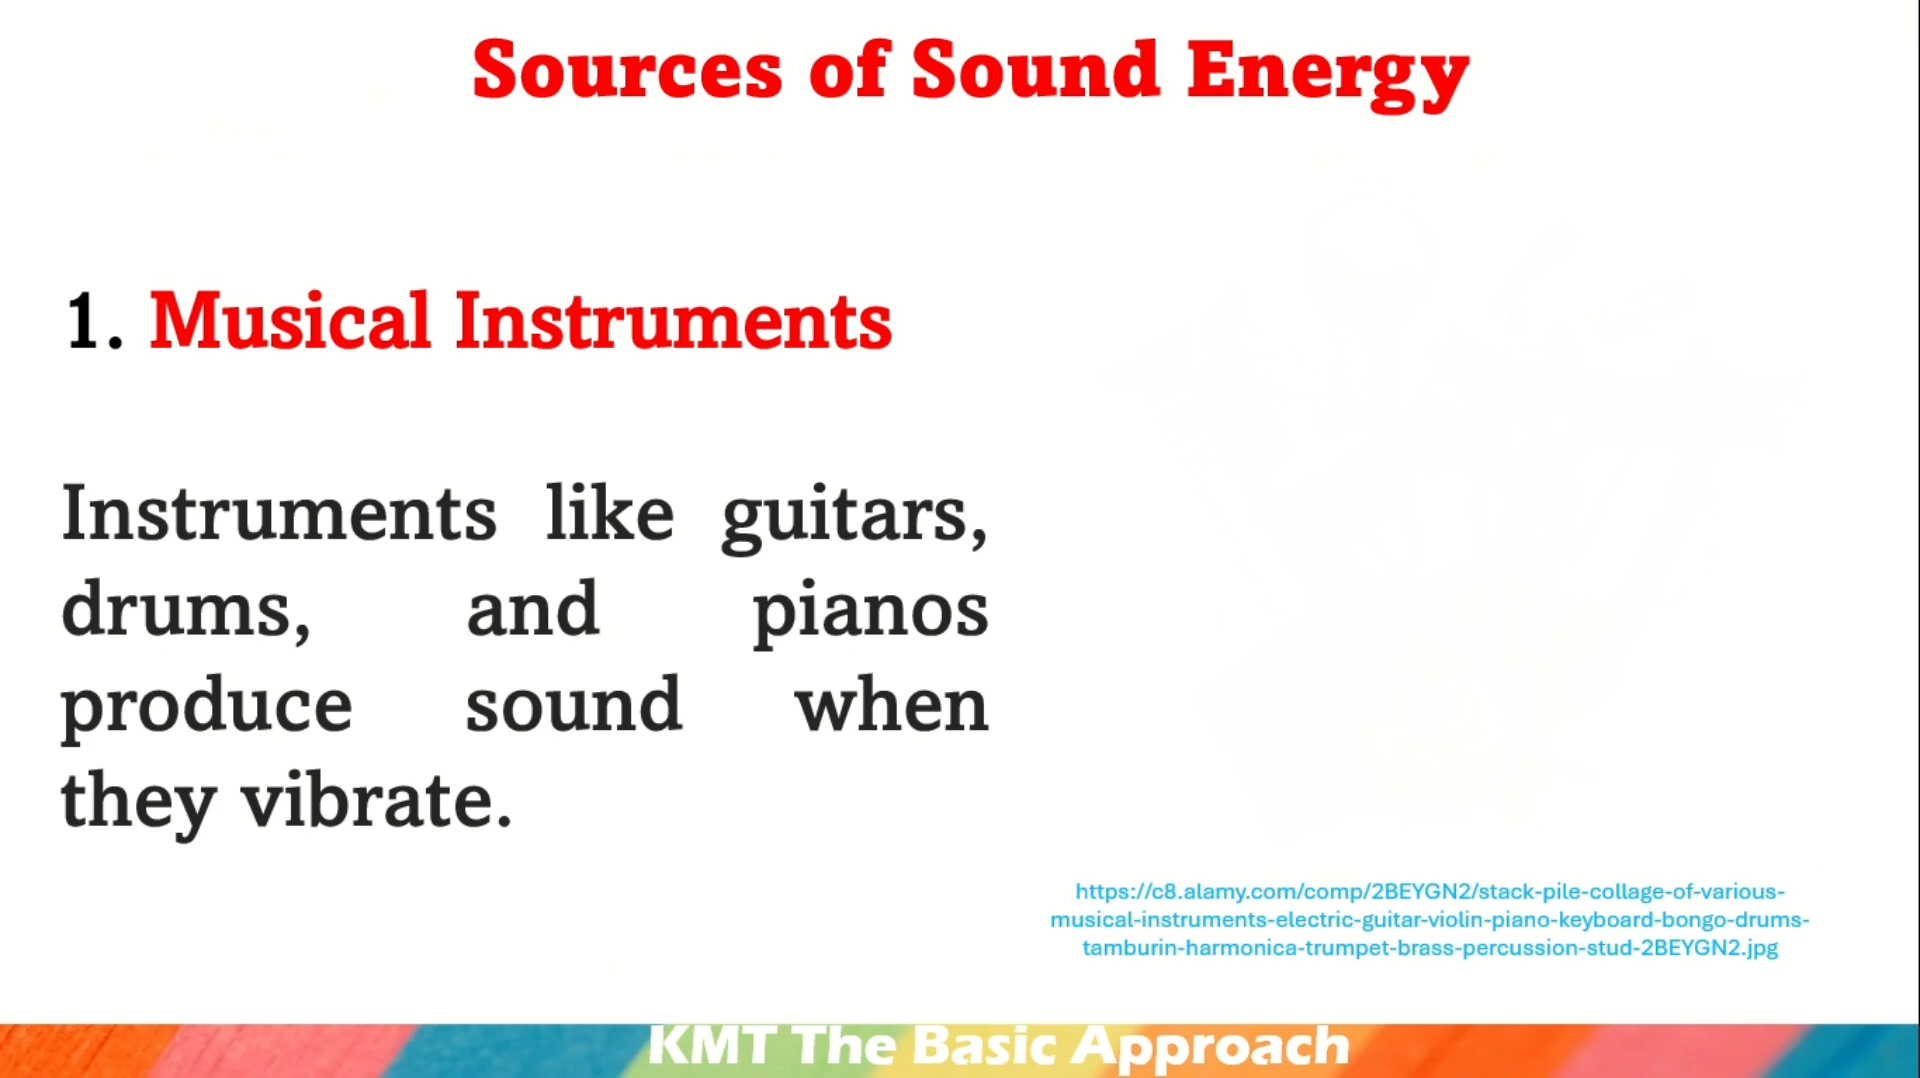 Sources of Sound Energy
1. Musical Instruments
Instruments like guitars,
drums, and pianos
produce sound when
they vibrate.
https://c8.alamy.com/comp/2BEYGN2/stack-pile-collage-of-various-
musical-instruments-electric-guitar-violin-piano-keyboard-bongo-drums-
tamburin-harmonica-trumpet-brass-percussion-stud-2BEYGN2.jpg
KMT The Basic Approach